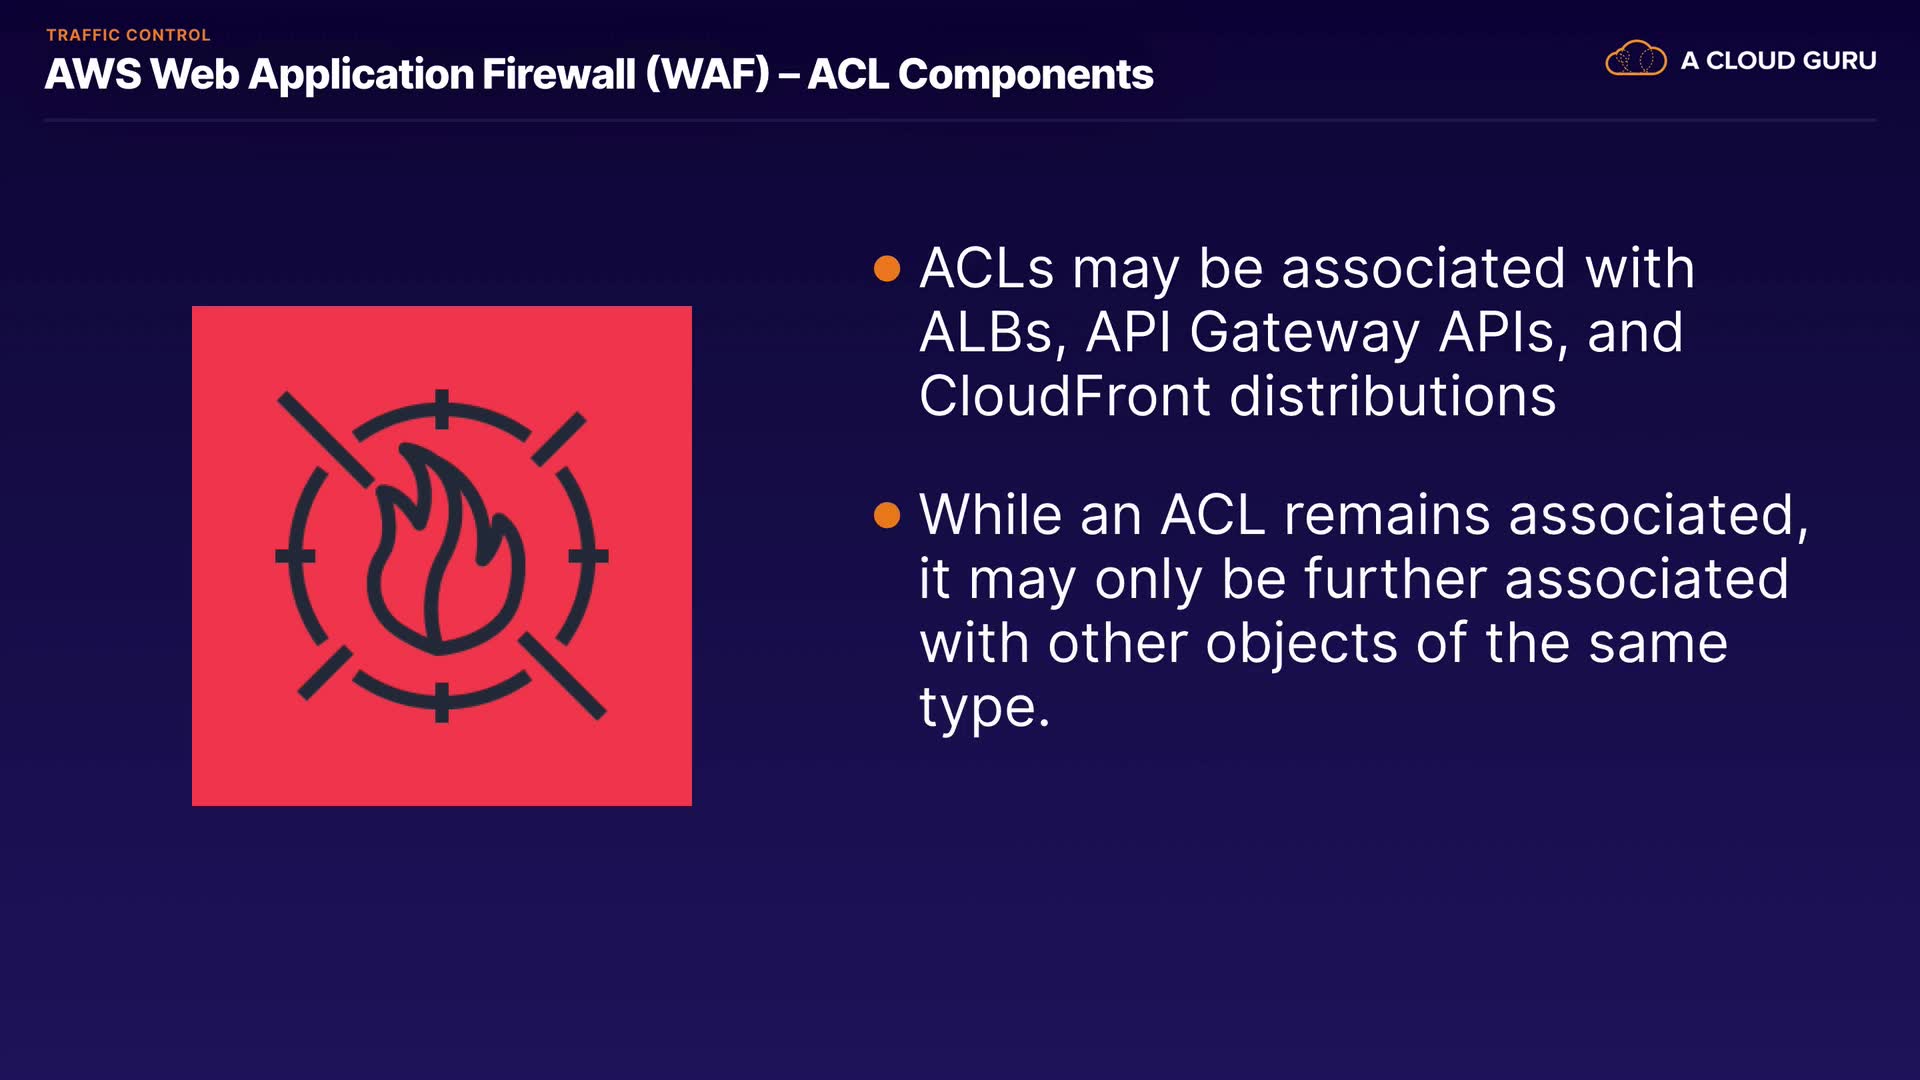 TRAFFIC CONTROL
AWS Web Application Firewall (WAF) – ACL Components
A CLOUD GURU
ACLs may be associated with
ALBs, API Gateway APIs, and
CloudFront distributions
While an ACL remains associated,
it may only be further associated
with other objects of the same
type.